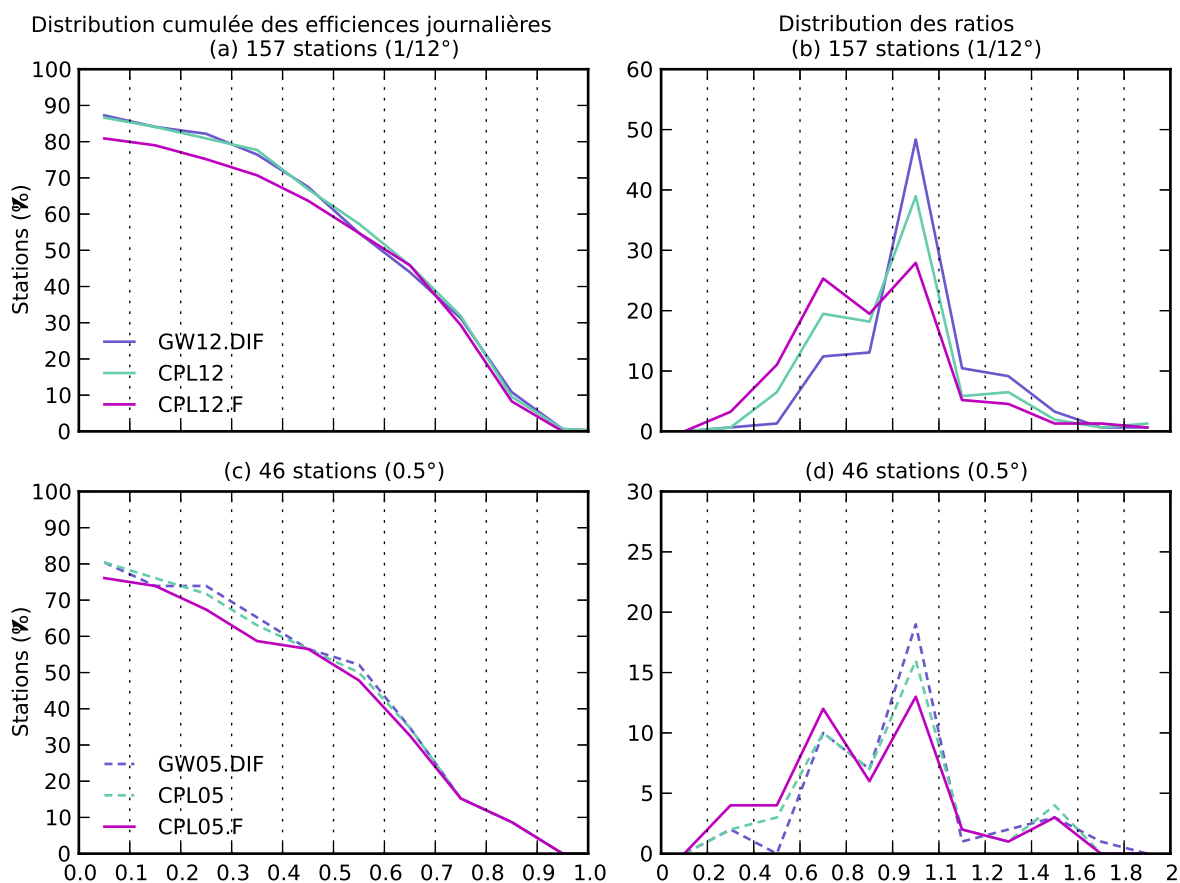 Distribution cumulée des efficiences journalières
(a) 157 stations (1/12°)
100
90
80
70
60
50
40
30
20
10
0
Stations (%)
GW12.DIF
CPL12
CPL12.F
Distribution des ratios
(b) 157 stations (1/12°)
60
50
40
30
20
10
0
(c) 46 stations (0.5°)
100
90
80
70
60
50
40
30
20
10
0
Stations (%)
GW05.DIF
CPL05
CPL05.F
0.0 0.1 0.2 0.3 0.4 0.5 0.6 0.7 0.8 0.9 1.0
(d) 46 stations (0.5°)
30
25
20
15
10
5
0
0 0.2 0.4 0.6 0.8 0.9 1.1 1.2 1.4 1.6 1.8 2